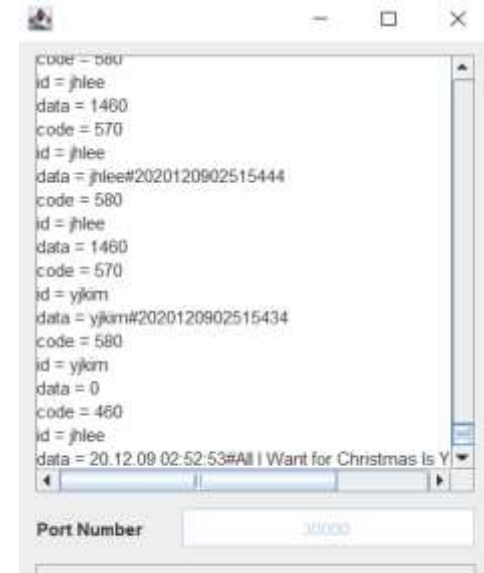 code = 580
id = jhlee
data = 1460
code = 570
id = jhlee
data = jhlee#2020120902515444
code = 580
id = jhlee
data = 1460
code = 570
id = yjkim
data = yjkim#2020120902515434
code = 580
id = yjkim
data = 0
code = 460
id = jhlee
data = 20.12.09 02:52:53#All I Want for Christmas Is Y
Port Number 30000